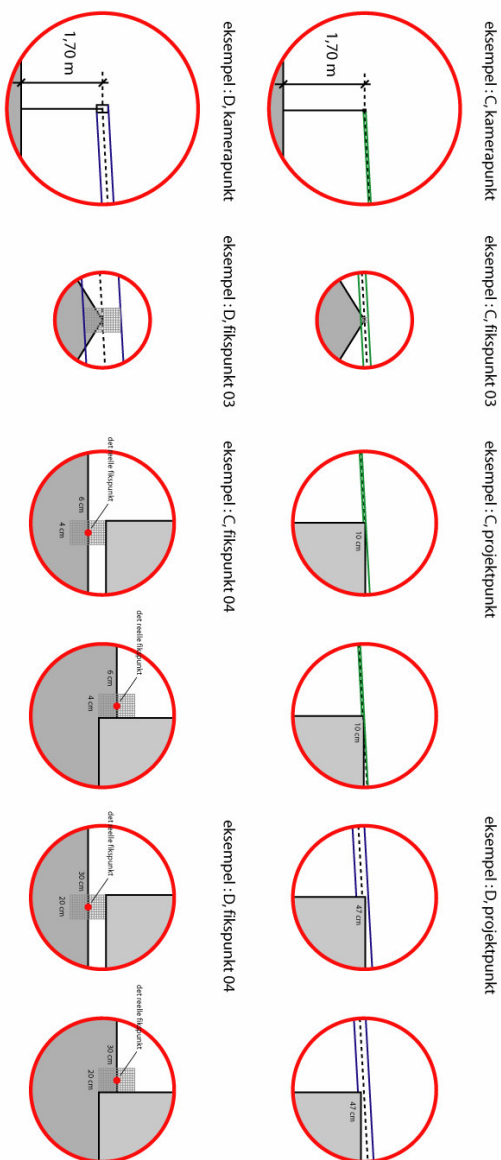 eksempel : C, kamerapunkt
eksempel : C, fikspunkt 03
eksempel : C, projektpunkt
eksempel : D, projektpunkt
1,70 m
10 cm
10 cm
47 cm
47 cm
eksempel : D, kamerapunkt
eksempel : D, fikspunkt 03
eksempel : C, fikspunkt 04
eksempel : D, fikspunkt 04
1,70 m
det reelle fikspunkt
6 cm
4 cm
det reelle fikspunkt
6 cm
4 cm
det reelle fikspunkt
30 cm
20 cm
det reelle fikspunkt
30 cm
20 cm